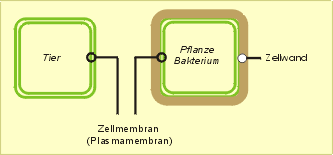 Tier
Pflanze
Bakterium
Zellwand
Zellmembran
(Plasmamembran)